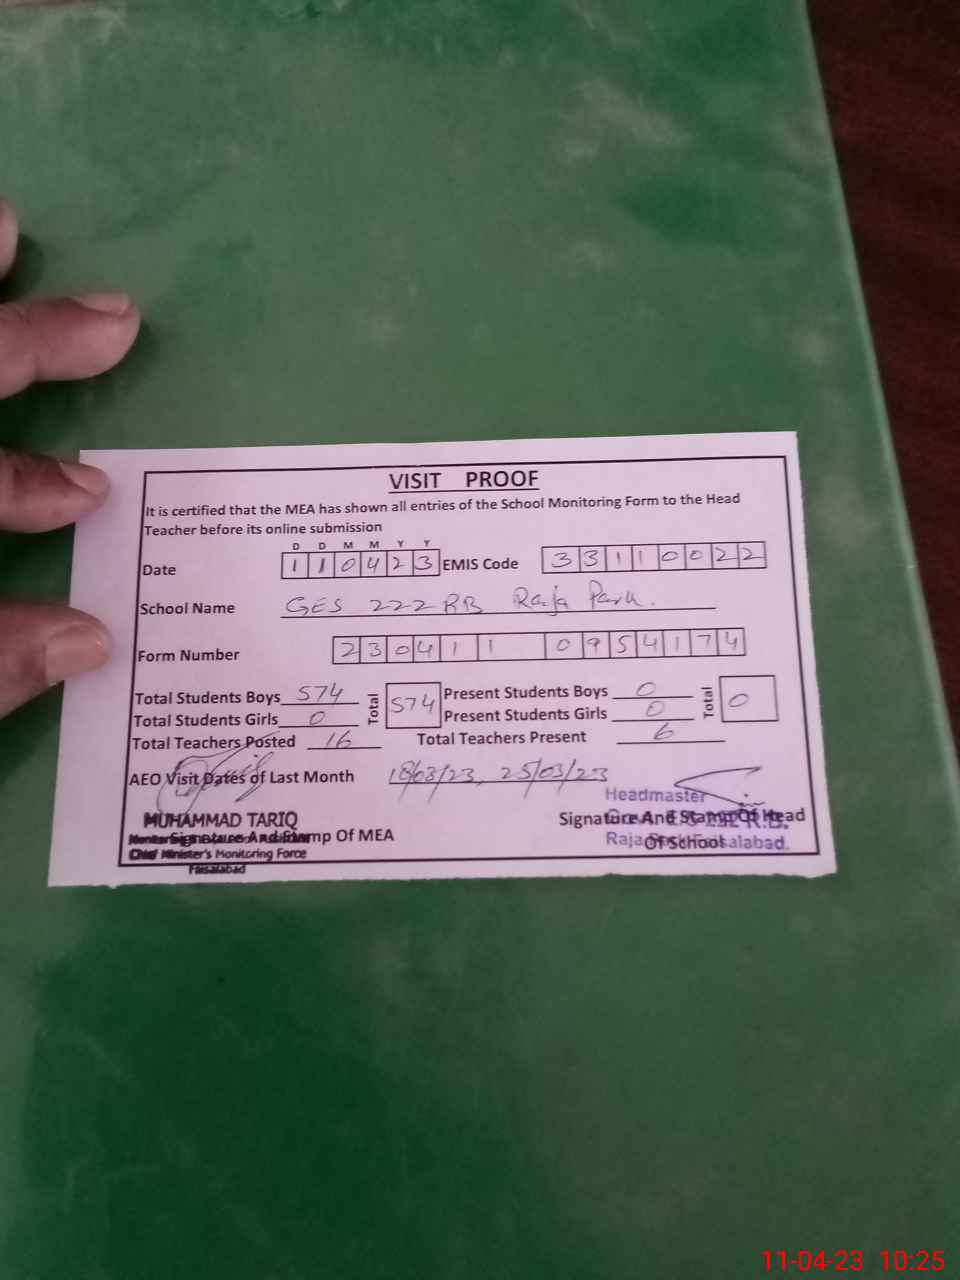 VISIT PROOF
It is certified that the MEA has shown all entries of the School Monitoring Form to the Head
Teacher before its online submission
D D M M Y Y
Date 1 1 0 4 2 3 EMIS Code 3 3 1 1 0 0 2 2
School Name GES 222 RB Raja Park.
Form Number 2 3 0 4 1 1 0 9 5 4 1 7 4
Total Students Boys 574 Total 574 Present Students Boys 0 Total 0
Total Students Girls 0 Present Students Girls 0
Total Teachers Posted 16 Total Teachers Present 6
AEO Visit Dates of Last Month 18/03/23, 25/03/23
Headmaster
MUHAMMAD TARIQ Signature And Stamp Of Head
Signature And Stamp Of MEA Of School
Raja
Chief Minister's Monitoring Force
Faisalabad
11-04-23 10:25